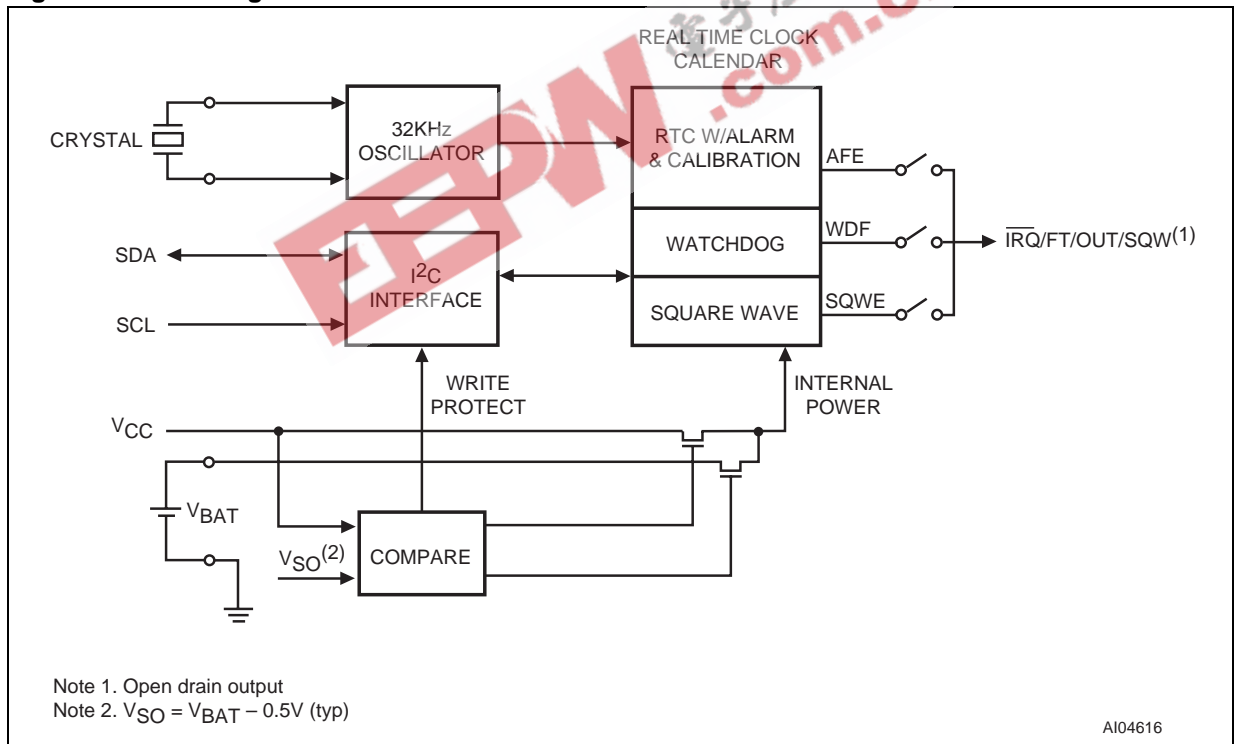 REAL TIME CLOCK
CALENDAR
CRYSTAL
32KHz
OSCILLATOR
RTC W/ALARM
& CALIBRATION
AFE
WATCHDOG
WDF
IRQ/FT/OUT/SQW(1)
SQUARE WAVE
SQWE
SDA
SCL
I2C
INTERFACE
WRITE
PROTECT
INTERNAL
POWER
VCC
VBAT
VSO(2)
COMPARE
Note 1. Open drain output
Note 2. VSO = VBAT – 0.5V (typ)
AI04616
EEPW
.com.c